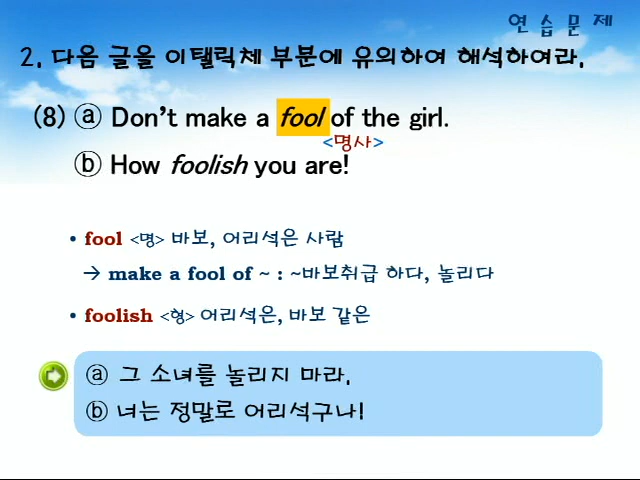 연 습 문 제
2. 다음 글을 이탤릭체 부분에 유의하여 해석하여라.
(8) ⓐ Don't make a fool of the girl.
<명사>
ⓑ How foolish you are!
• fool <명> 바보, 어리석은 사람
→ make a fool of ~ : ~바보취급 하다, 놀리다
• foolish <형> 어리석은, 바보 같은
ⓐ 그 소녀를 놀리지 마라.
ⓑ 너는 정말로 어리석구나!